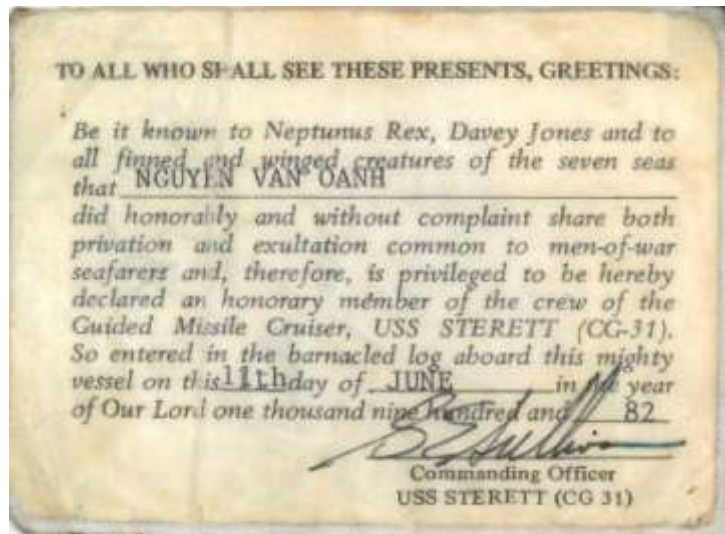 TO ALL WHO SHALL SEE THESE PRESENTS, GREETINGS:
Be it known to Neptunus Rex, Davey Jones and to
all finned and winged creatures of the seven seas
that NGUYEN VAN OANH
did honorably and without complaint share both
privation and exultation common to men-of-war
seafarers and, therefore, is privileged to be hereby
declared an honorary member of the crew of the
Guided Missile Cruiser, USS STERETT (CG-31).
So entered in the barnacled log aboard this mighty
vessel on this 11th day of JUNE in the year
of Our Lord one thousand nine hundred and 82
Commanding Officer
USS STERETT (CG 31)